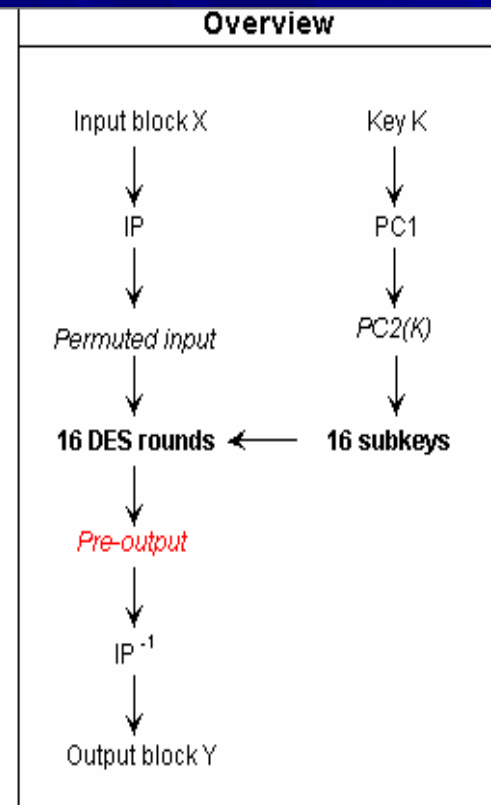 Overview
Input block X
Key K
IP
PC1
Permuted input
PC2(K)
16 DES rounds
16 subkeys
Pre-output
IP -1
Output block Y